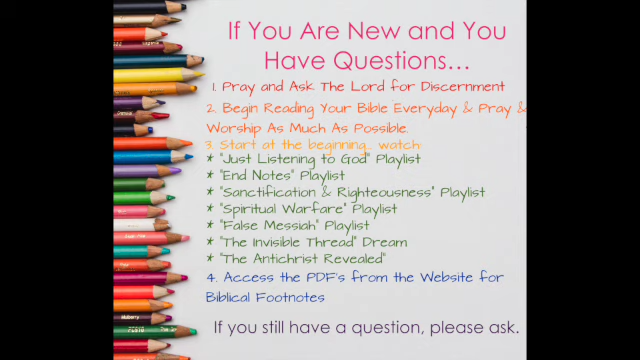 If You Are New and You
Have Questions...
1. Pray and Ask The Lord for Discernment
2. Begin Reading Your Bible Everyday & Pray &
Worship As Much As Possible.
3. Start at the beginning... watch:
* "Just Listening to God" Playlist
* "End Notes" Playlist
* "Sanctification & Righteousness" Playlist
* "Spiritual Warfare" Playlist
* "False Messiah" Playlist
* "The Invisible Thread" Dream
* "The Antichrist Revealed"
4. Access the PDF's from the Website for
Biblical Footnotes
If you still have a question, please ask.